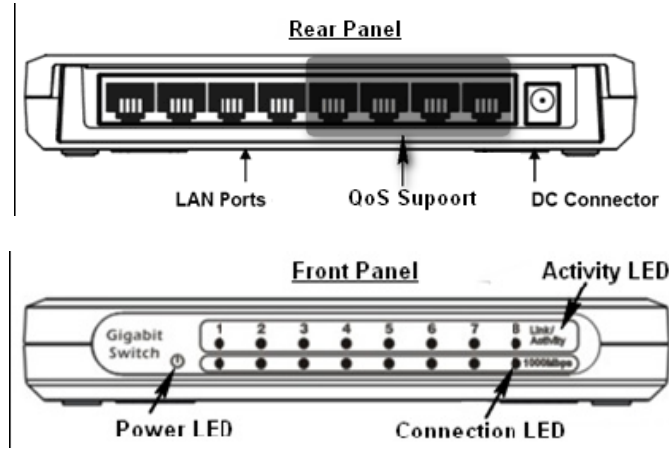 Rear Panel
LAN Ports
QoS Supoort
DC Connector
Front Panel
Activity LED
Gigabit
Switch
1 2 3 4 5 6 7 8
Link/
Activity
1000Mbps
Power LED
Connection LED